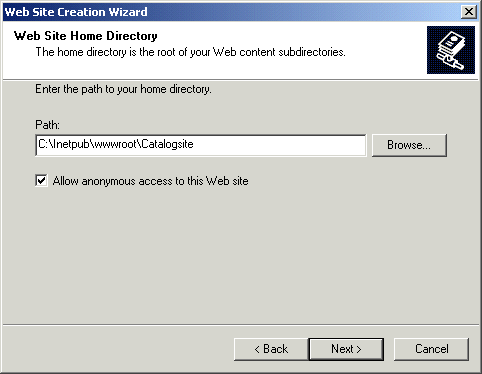 Web Site Creation Wizard
Web Site Home Directory
The home directory is the root of your Web content subdirectories.
Enter the path to your home directory.
Path:
C:\Inetpub\wwwroot\Catalogsite
Browse...
Allow anonymous access to this Web site
< Back
Next >
Cancel